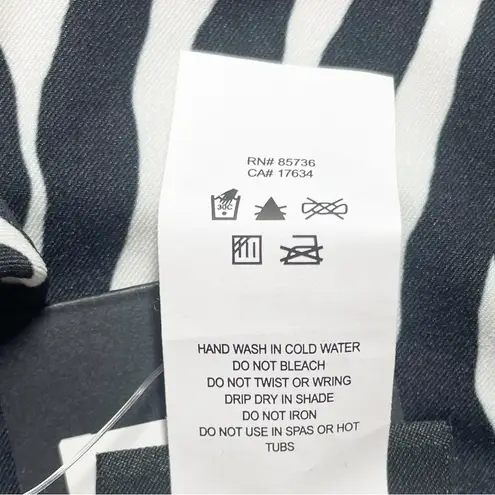 RN# 85736
CA# 17634
30C
HAND WASH IN COLD WATER
DO NOT BLEACH
DO NOT TWIST OR WRING
DRIP DRY IN SHADE
DO NOT IRON
DO NOT USE IN SPAS OR HOT
TUBS